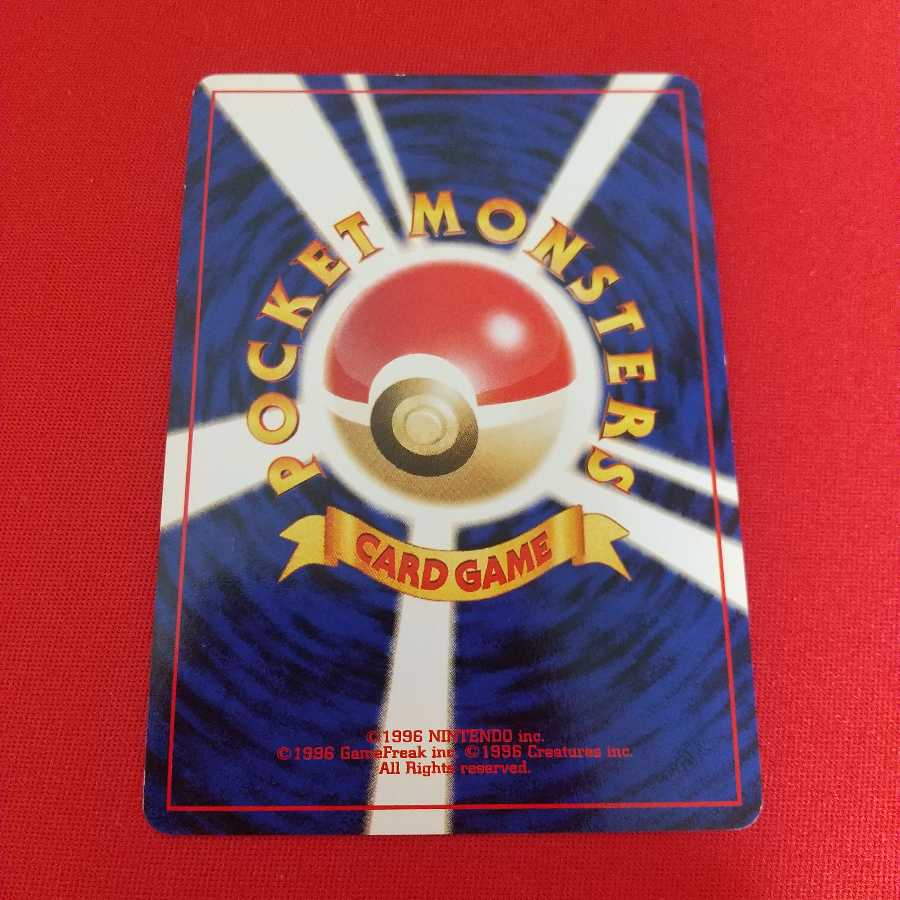 POCKET MONSTERS
CARD GAME
©1996 NINTENDO inc.
©1996 GameFreak inc. ©1996 Creatures inc.
All Rights reserved.